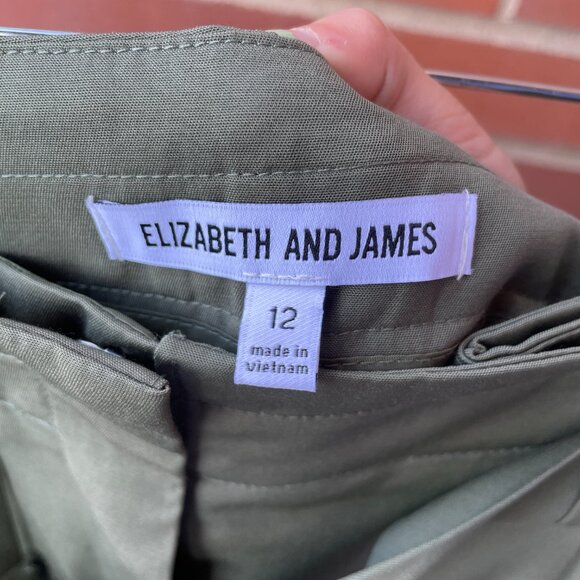 ELIZABETH AND JAMES
12
made in
vietnam